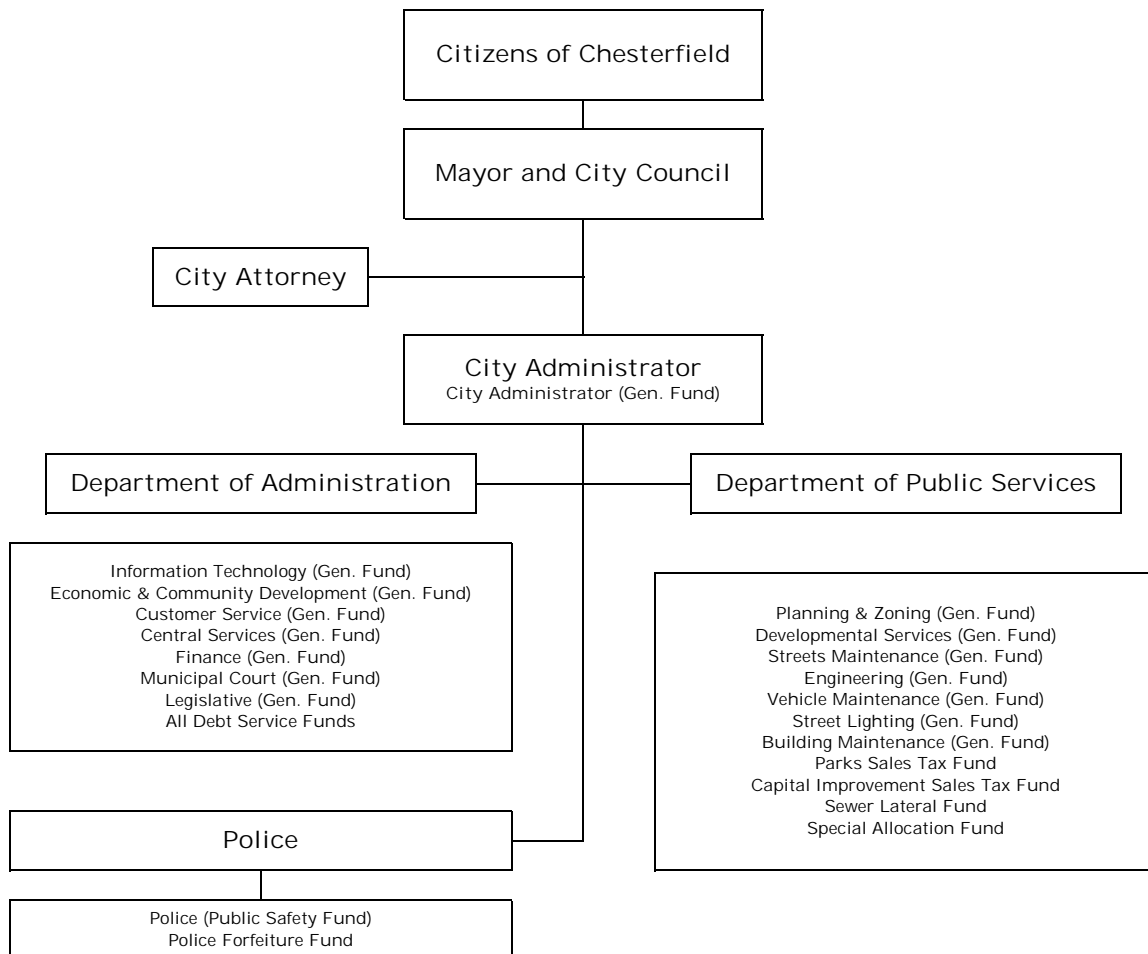 Citizens of Chesterfield
Mayor and City Council
City Attorney
City Administrator
City Administrator (Gen. Fund)
Department of Administration
Department of Public Services
Information Technology (Gen. Fund)
Economic & Community Development (Gen. Fund)
Customer Service (Gen. Fund)
Central Services (Gen. Fund)
Finance (Gen. Fund)
Municipal Court (Gen. Fund)
Legislative (Gen. Fund)
All Debt Service Funds
Planning & Zoning (Gen. Fund)
Developmental Services (Gen. Fund)
Streets Maintenance (Gen. Fund)
Engineering (Gen. Fund)
Vehicle Maintenance (Gen. Fund)
Street Lighting (Gen. Fund)
Building Maintenance (Gen. Fund)
Parks Sales Tax Fund
Capital Improvement Sales Tax Fund
Sewer Lateral Fund
Special Allocation Fund
Police
Police (Public Safety Fund)
Police Forfeiture Fund